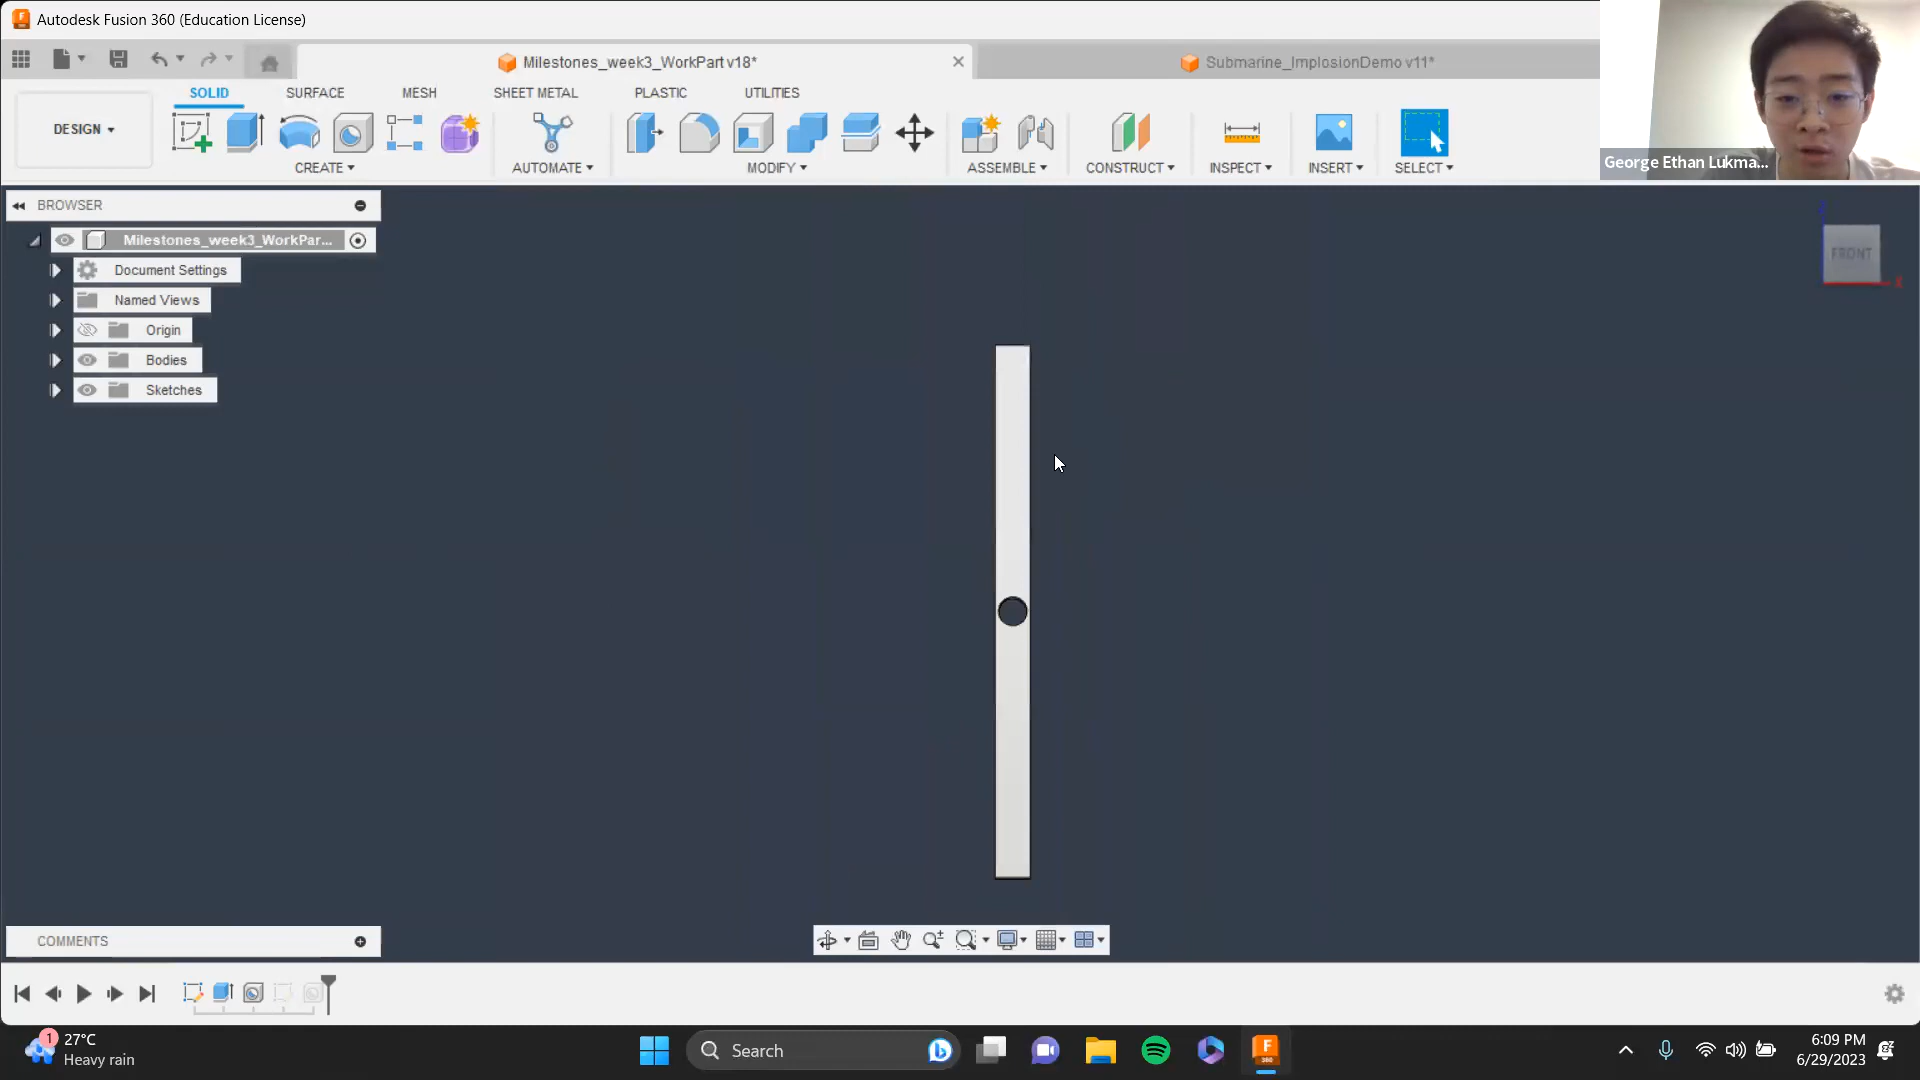 Autodesk Fusion 360 (Education License)
Milestones_week3_WorkPart v18*
Submarine_ImplosionDemo v11*
SOLID
SURFACE
MESH
SHEET METAL
PLASTIC
UTILITIES
DESIGN
CREATE
AUTOMATE
MODIFY
ASSEMBLE
CONSTRUCT
INSPECT
INSERT
SELECT
George Ethan Lukma...
BROWSER
Milestones_week3_WorkPar...
Document Settings
Named Views
Origin
Bodies
Sketches
FRONT
X
COMMENTS
1
27°C
Heavy rain
Search
F
360
6:09 PM
6/29/2023